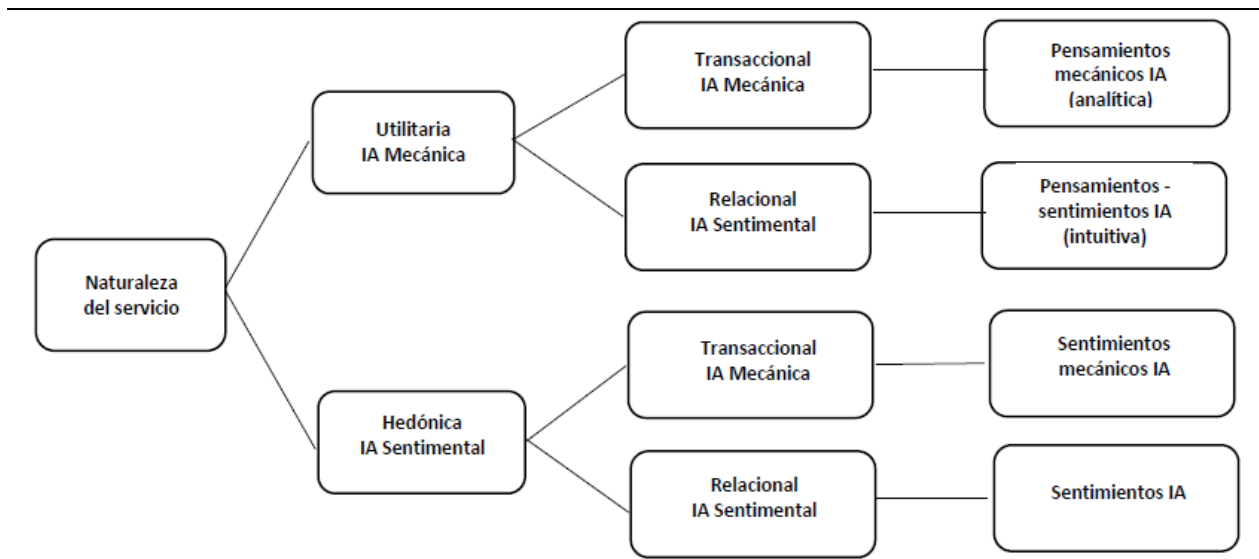 Naturaleza
del servicio
Utilitaria
IA Mecánica
Hedónica
IA Sentimental
Transaccional
IA Mecánica
Relacional
IA Sentimental
Transaccional
IA Mecánica
Relacional
IA Sentimental
Pensamientos
mecánicos IA
(analítica)
Pensamientos -
sentimientos IA
(intuitiva)
Sentimientos
mecánicos IA
Sentimientos IA